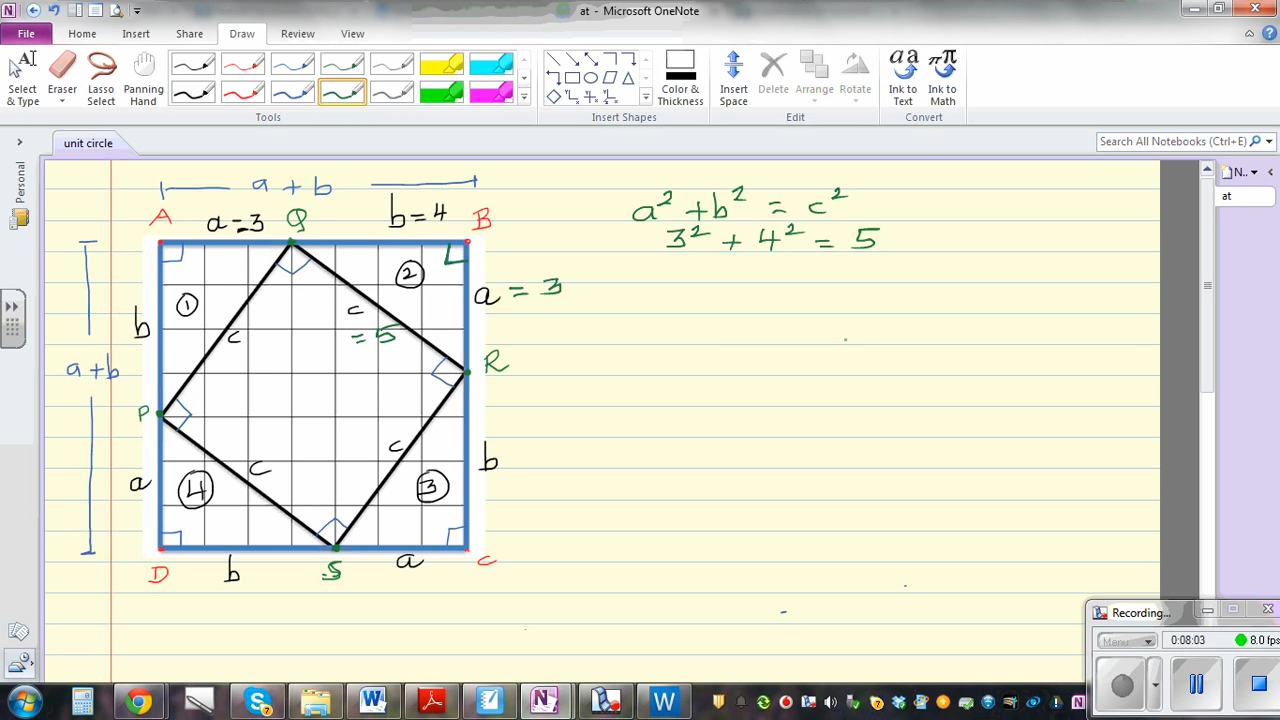 at - Microsoft OneNote
File Home Insert Share Draw Review View
Select & Type Eraser Lasso Select Panning Hand Color & Thickness Insert Space Delete Arrange Rotate Ink to Text Ink to Math
Tools Insert Shapes Edit Convert
unit circle
Search All Notebooks (Ctrl+E)
Personal
N..
at
a + b
A a = 3 Q b = 4 B
a² + b² = c²
3² + 4² = 5
1 2
a = 3
b c c
= 5
a + b
R
P
c b
a 4 c 3
D b S a C
Recording...
Menu 0:08:03 8.0 fps